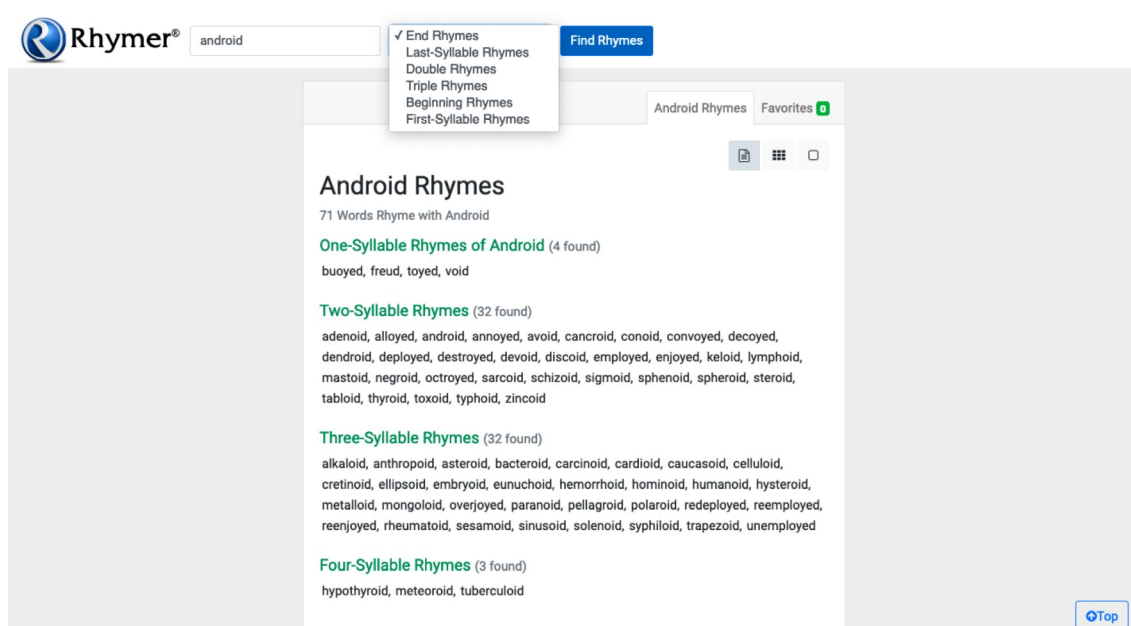 Rhymer®
android
✓ End Rhymes
Last-Syllable Rhymes
Double Rhymes
Triple Rhymes
Beginning Rhymes
First-Syllable Rhymes
Find Rhymes
Android Rhymes
Favorites 0
Android Rhymes
71 Words Rhyme with Android
One-Syllable Rhymes of Android (4 found)
buoyed, freud, toyed, void
Two-Syllable Rhymes (32 found)
adenoid, alloyed, android, annoyed, avoid, cancroid, conoid, convoyed, decoyed,
dendroid, deployed, destroyed, devoid, discoid, employed, enjoyed, keloid, lymphoid,
mastoid, negroid, octroyed, sarcoid, schizoid, sigmoid, sphenoid, spheroid, steroid,
tabloid, thyroid, toxoid, typhoid, zincoid
Three-Syllable Rhymes (32 found)
alkaloid, anthropoid, asteroid, bacteroid, carcinoid, cardioid, caucasoid, celluloid,
cretinoid, ellipsoid, embryoid, eunuchoid, hemorrhoid, hominoid, humanoid, hysteroid,
metalloid, mongoloid, overjoyed, paranoid, pellagroid, polaroid, redeployed, reemployed,
reenjoyed, rheumatoid, sesamoid, sinusoid, solenoid, syphiloid, trapezoid, unemployed
Four-Syllable Rhymes (3 found)
hypothyroid, meteoroid, tuberculoid
Top